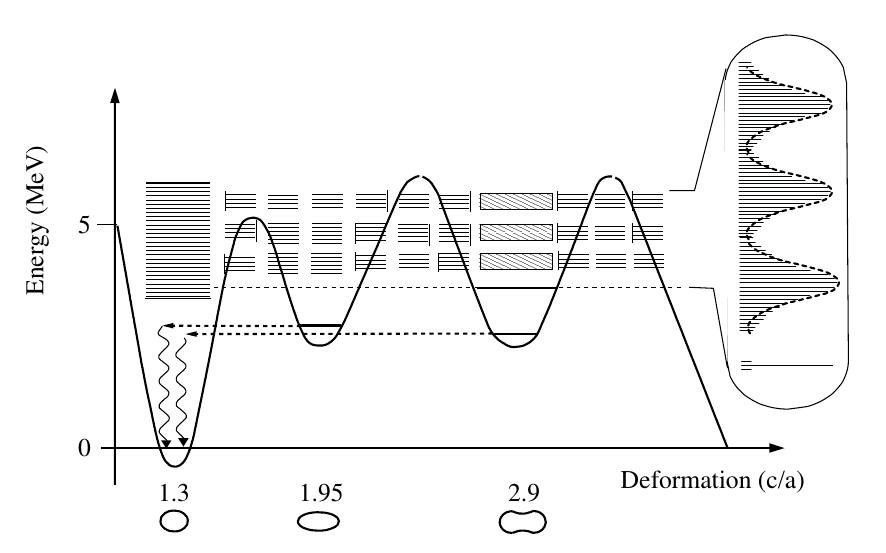 Energy (MeV)
5
0
Deformation (c/a)
1.3
1.95
2.9